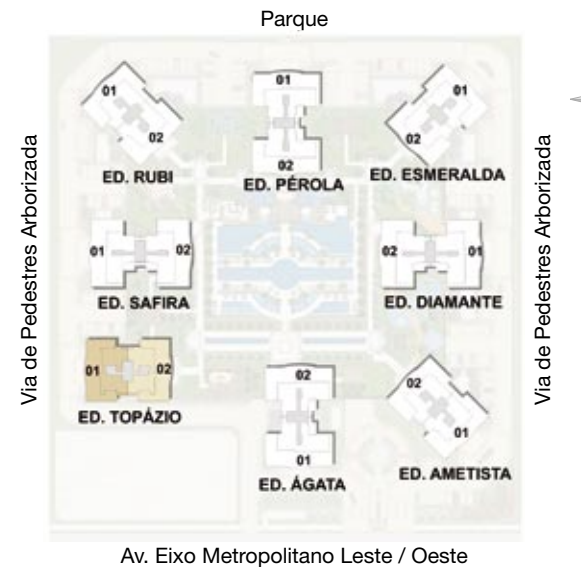 Parque
01
01
01
02
02
02
ED. RUBI
ED. PÉROLA
ED. ESMERALDA
Via de Pedestres Arborizada
Via de Pedestres Arborizada
01
02
02
01
ED. SAFIRA
ED. DIAMANTE
01
02
ED. TOPÁZIO
02
01
ED. ÁGATA
02
01
ED. AMETISTA
Av. Eixo Metropolitano Leste / Oeste